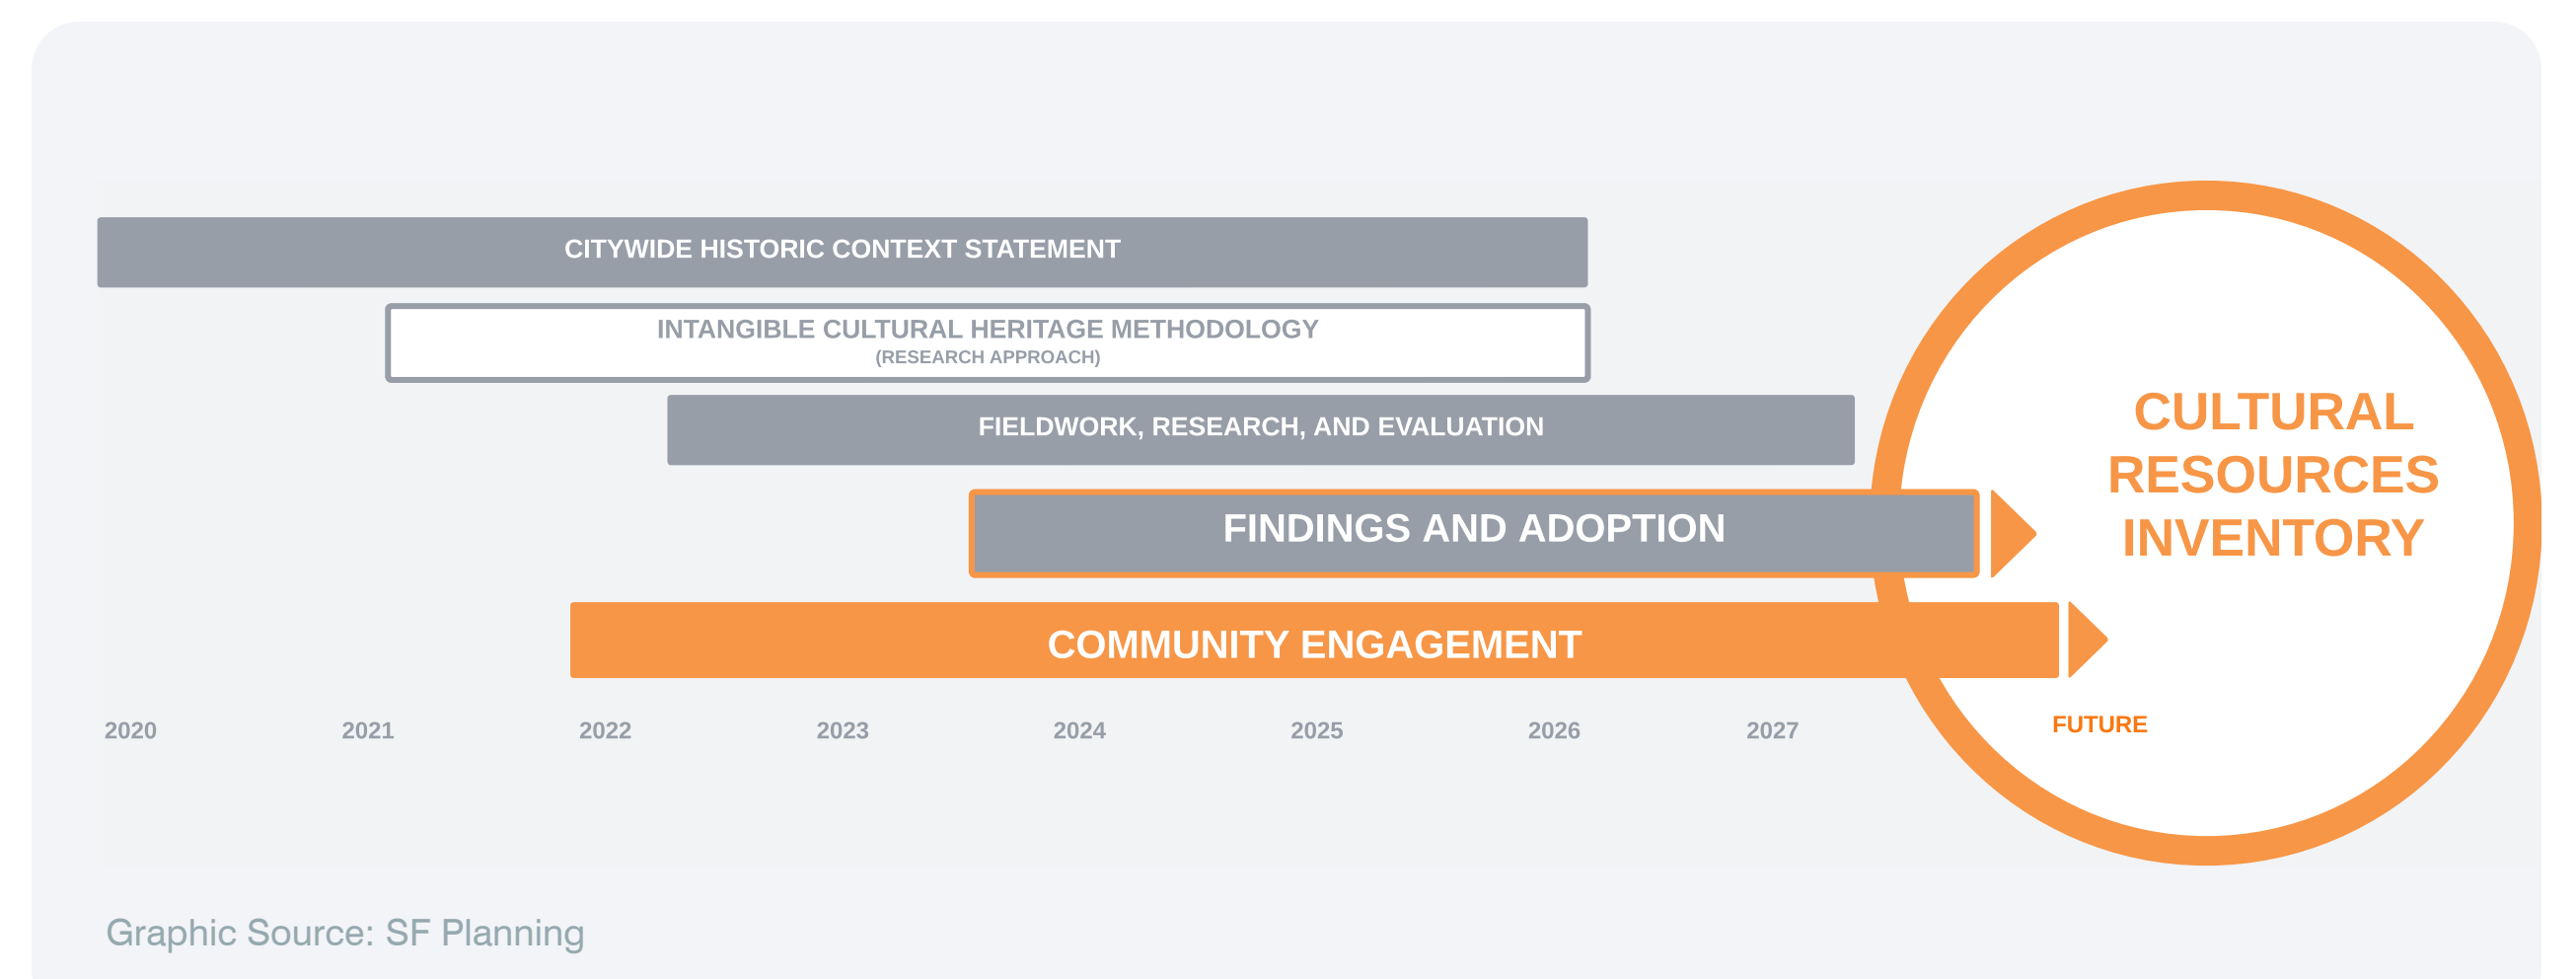 CITYWIDE HISTORIC CONTEXT STATEMENT
INTANGIBLE CULTURAL HERITAGE METHODOLOGY
(RESEARCH APPROACH)
FIELDWORK, RESEARCH, AND EVALUATION
FINDINGS AND ADOPTION
COMMUNITY ENGAGEMENT
CULTURAL
RESOURCES
INVENTORY
2020 2021 2022 2023 2024 2025 2026 2027 FUTURE
Graphic Source: SF Planning